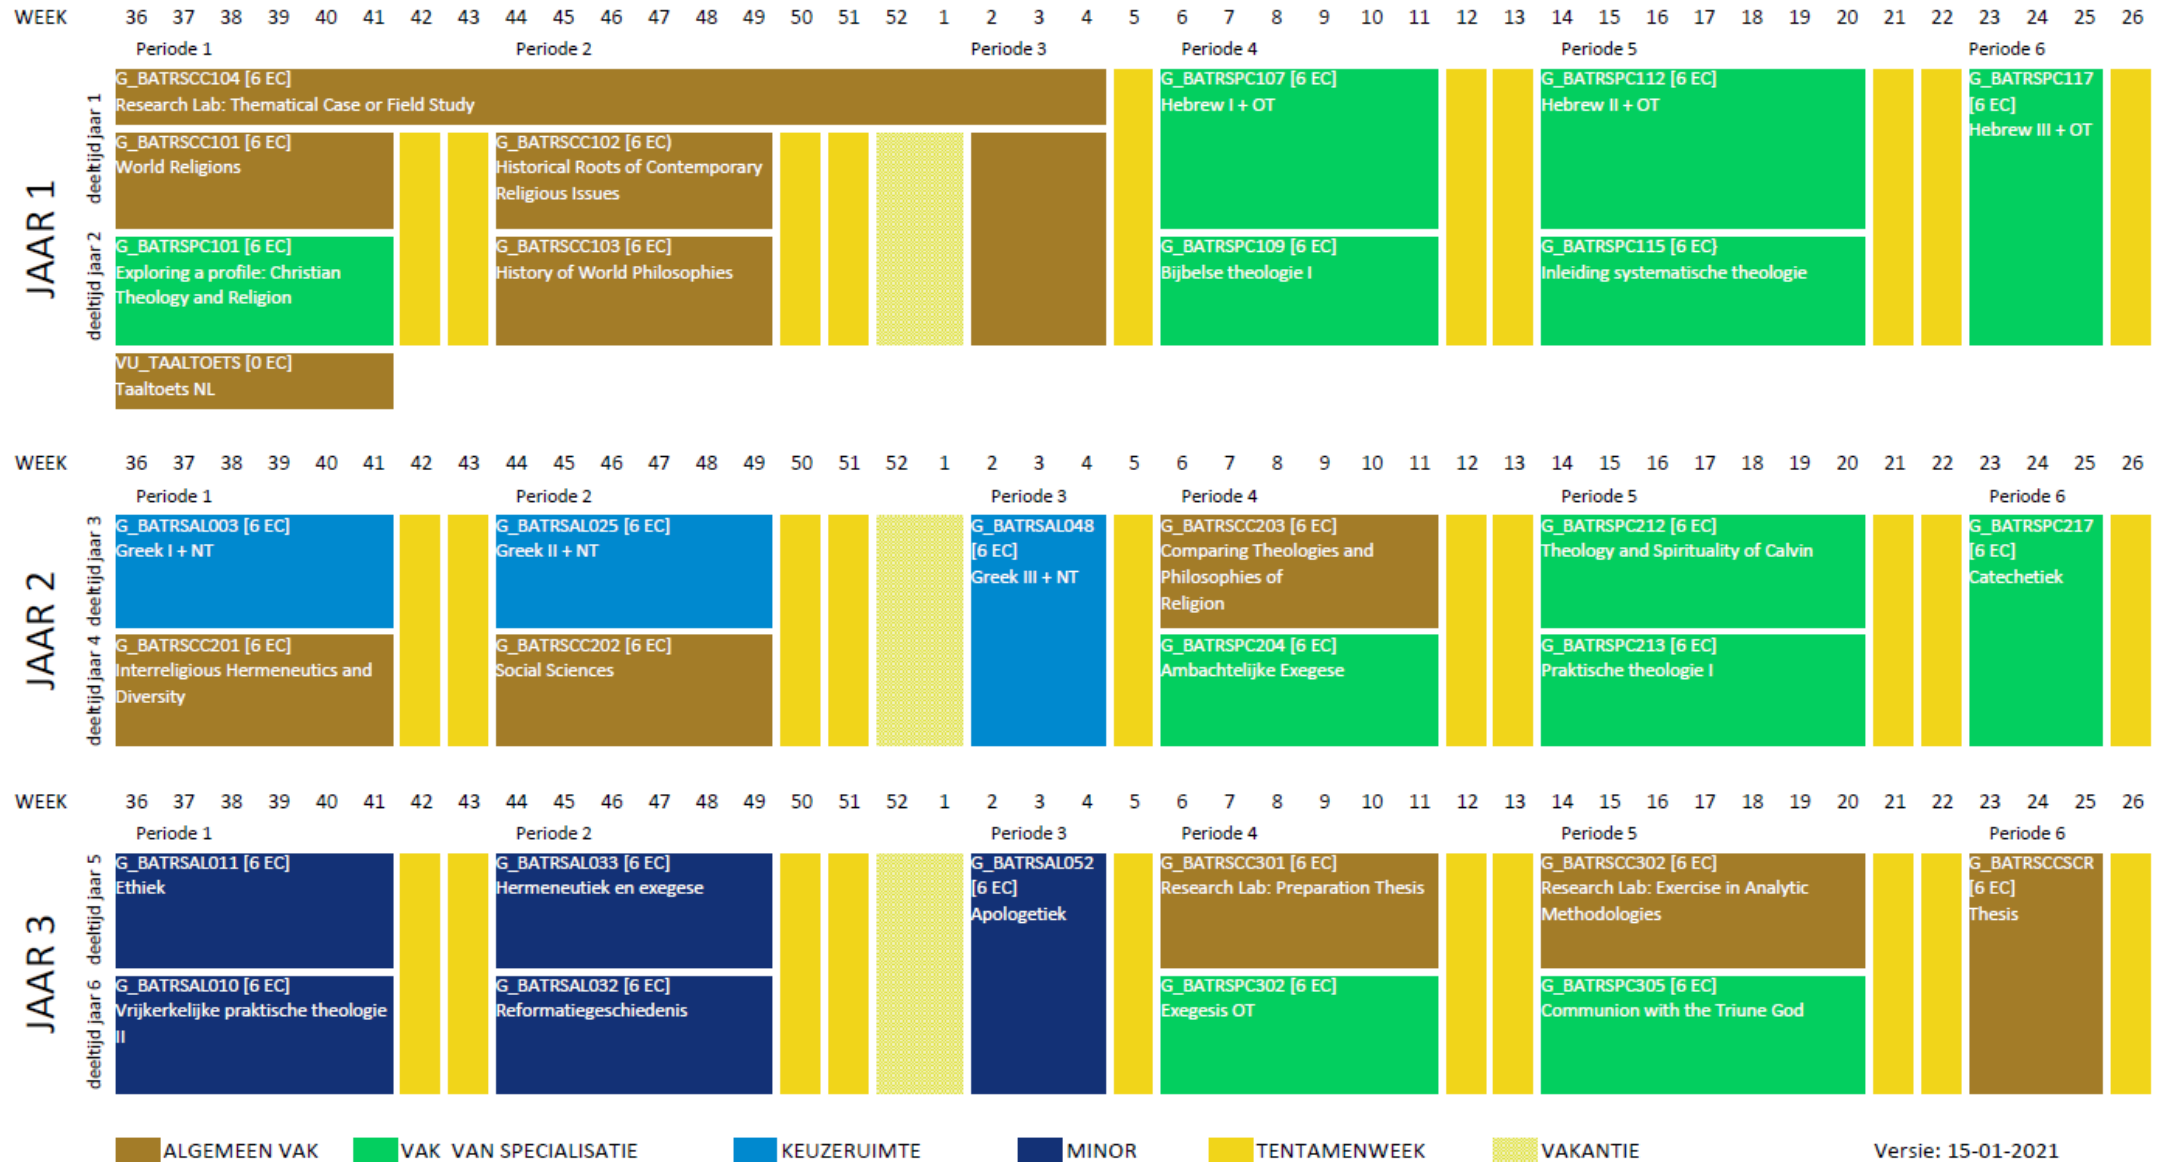 WEEK 36 37 38 39 40 41 42 43 44 45 46 47 48 49 50 51 52 1 2 3 4 5 6 7 8 9 10 11 12 13 14 15 16 17 18 19 20 21 22 23 24 25 26
Periode 1 Periode 2 Periode 3 Periode 4 Periode 5 Periode 6
JAAR 1
deeltijd jaar 1
deeltijd jaar 2
G_BATRSCC104 [6 EC]
Research Lab: Thematical Case or Field Study
G_BATRSCC101 [6 EC]
World Religions
G_BATRSPC101 [6 EC]
Exploring a profile: Christian
Theology and Religion
VU_TAALTOETS [0 EC]
Taaltoets NL
G_BATRSCC102 [6 EC)
Historical Roots of Contemporary
Religious Issues
G_BATRSCC103 [6 EC]
History of World Philosophies
G_BATRSPC107 [6 EC]
Hebrew I + OT
G_BATRSPC109 [6 EC]
Bijbelse theologie I
G_BATRSPC112 [6 EC]
Hebrew II + OT
G_BATRSPC115 [6 EC}
Inleiding systematische theologie
G_BATRSPC117
[6 EC]
Hebrew III + OT
WEEK 36 37 38 39 40 41 42 43 44 45 46 47 48 49 50 51 52 1 2 3 4 5 6 7 8 9 10 11 12 13 14 15 16 17 18 19 20 21 22 23 24 25 26
Periode 1 Periode 2 Periode 3 Periode 4 Periode 5 Periode 6
JAAR 2
deeltijd jaar 3
deeltijd jaar 4
G_BATRSAL003 [6 EC]
Greek I + NT
G_BATRSCC201 [6 EC]
Interreligious Hermeneutics and
Diversity
G_BATRSAL025 [6 EC]
Greek II + NT
G_BATRSCC202 [6 EC]
Social Sciences
G_BATRSAL048
[6 EC]
Greek III + NT
G_BATRSCC203 [6 EC]
Comparing Theologies and
Philosophies of
Religion
G_BATRSPC204 [6 EC]
Ambachtelijke Exegese
G_BATRSPC212 [6 EC]
Theology and Spirituality of Calvin
G_BATRSPC213 [6 EC]
Praktische theologie I
G_BATRSPC217
[6 EC]
Catechetiek
WEEK 36 37 38 39 40 41 42 43 44 45 46 47 48 49 50 51 52 1 2 3 4 5 6 7 8 9 10 11 12 13 14 15 16 17 18 19 20 21 22 23 24 25 26
Periode 1 Periode 2 Periode 3 Periode 4 Periode 5 Periode 6
JAAR 3
deeltijd jaar 5
deeltijd jaar 6
G_BATRSAL011 [6 EC]
Ethiek
G_BATRSAL010 [6 EC]
Vrijkerkelijke praktische theologie
II
G_BATRSAL033 [6 EC]
Hermeneutiek en exegese
G_BATRSAL032 [6 EC]
Reformatiegeschiedenis
G_BATRSAL052
[6 EC]
Apologetiek
G_BATRSCC301 [6 EC]
Research Lab: Preparation Thesis
G_BATRSPC302 [6 EC]
Exegesis OT
G_BATRSCC302 [6 EC]
Research Lab: Exercise in Analytic
Methodologies
G_BATRSPC305 [6 EC]
Communion with the Triune God
G_BATRSCCSCR
[6 EC]
Thesis
ALGEMEEN VAK VAK VAN SPECIALISATIE KEUZERUIMTE MINOR TENTAMENWEEK VAKANTIE Versie: 15-01-2021